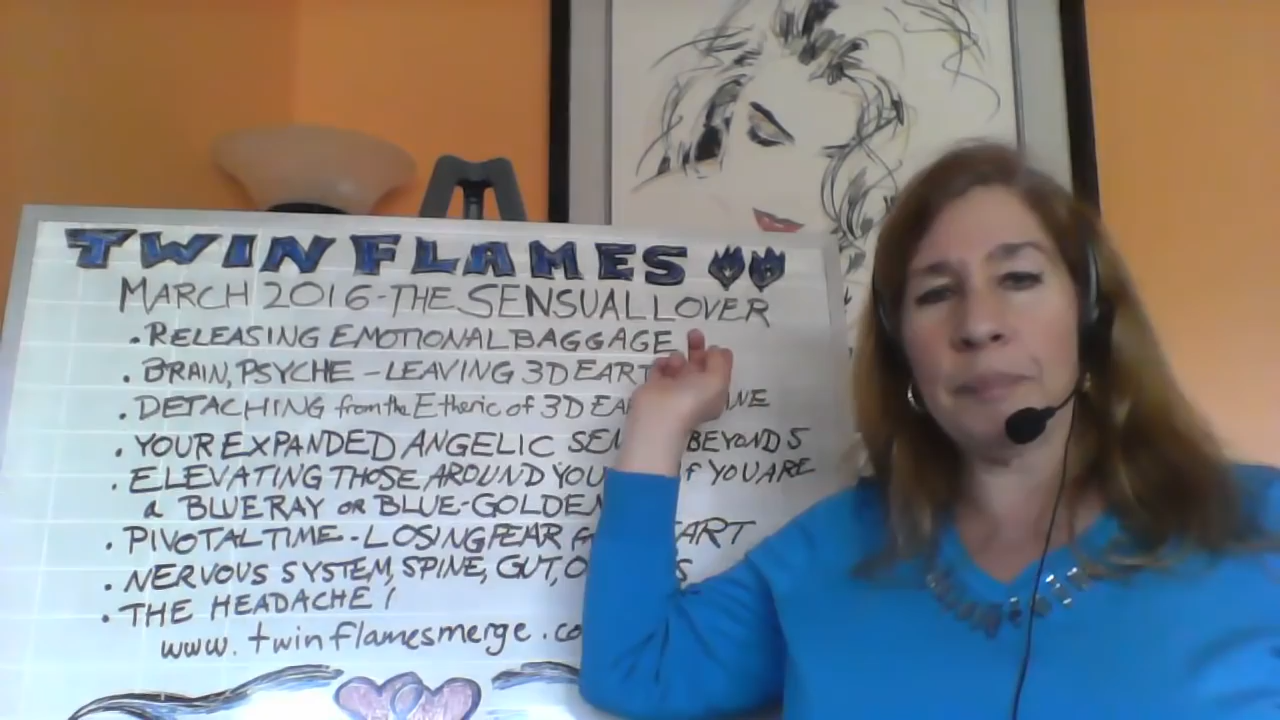 TWIN FLAMES
MARCH 2016-THE SENSUAL LOVER
• RELEASING EMOTIONAL BAGGAGE
• BRAIN, PSYCHE - LEAVING 3D
• DETACHING from the Etheric of 3D
• YOUR EXPANDED ANGELIC BEYOND 5
• ELEVATING THOSE AROUND YOU YOU ARE
a BLUERAY OR BLUE-GOLDEN
• PIVOTAL TIME - LOSING FEAR
• NERVOUS SYSTEM, SPINE, GUT,
• THE HEADACHE!
www.twinflamesmerge.co